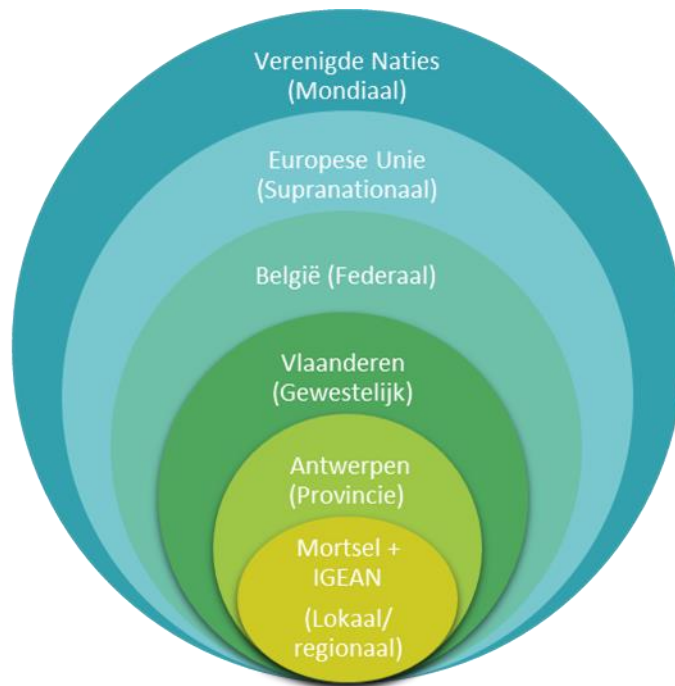 Verenigde Naties
(Mondiaal)
Europese Unie
(Supranationaal)
België (Federaal)
Vlaanderen
(Gewestelijk)
Antwerpen
(Provincie)
Mortsel +
IGEAN
(Lokaal/
regionaal)